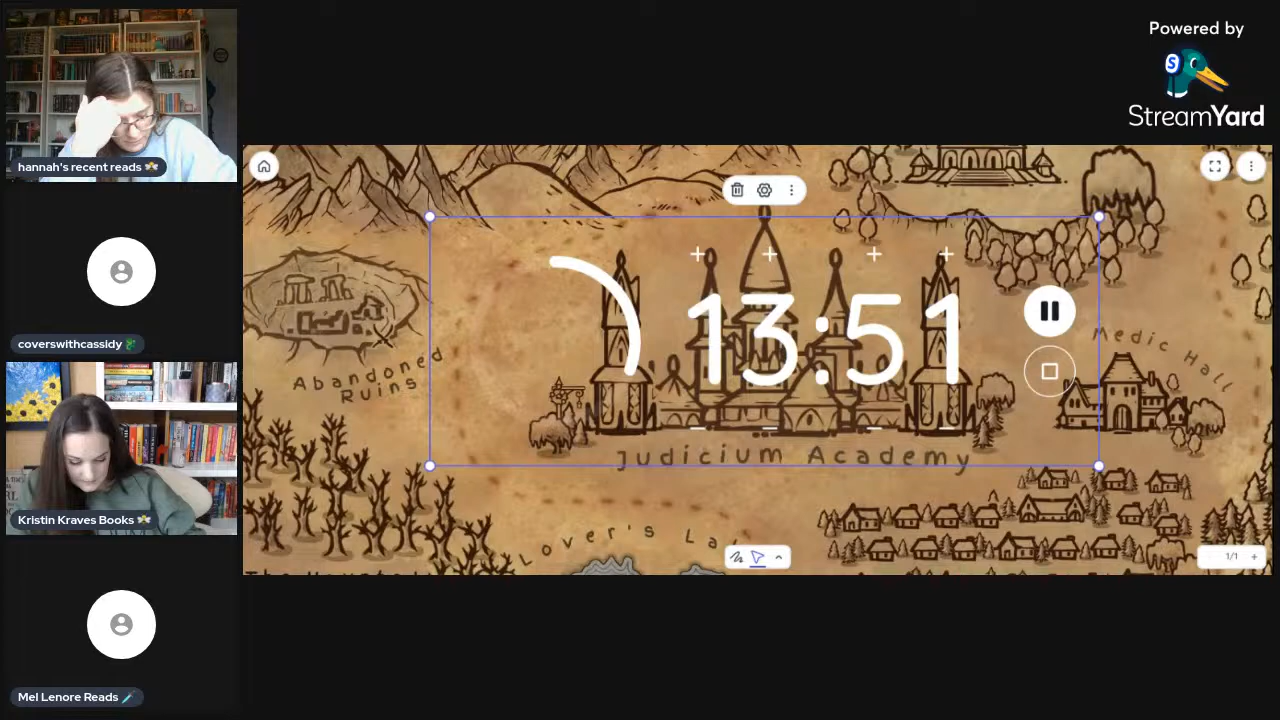 Powered by
StreamYard
hannah's recent reads
coverswithcassidy
Kristin Kraves Books
Mel Lenore Reads
13:51
Abandoned
Ruins
Judicium Academy
Medic Hall
Lover's
1/1